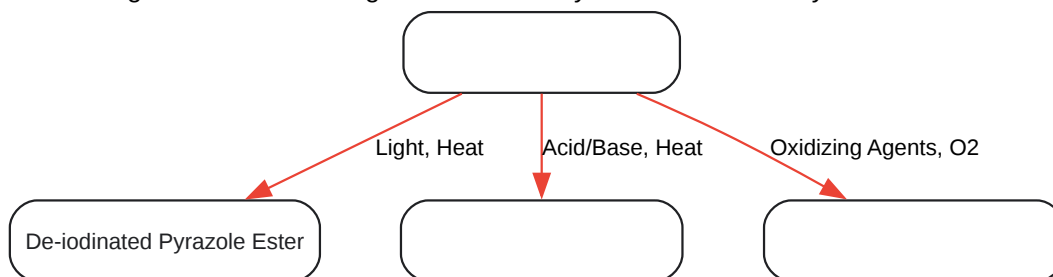 Light, Heat
Acid/Base, Heat
Oxidizing Agents, O2
De-iodinated Pyrazole Ester